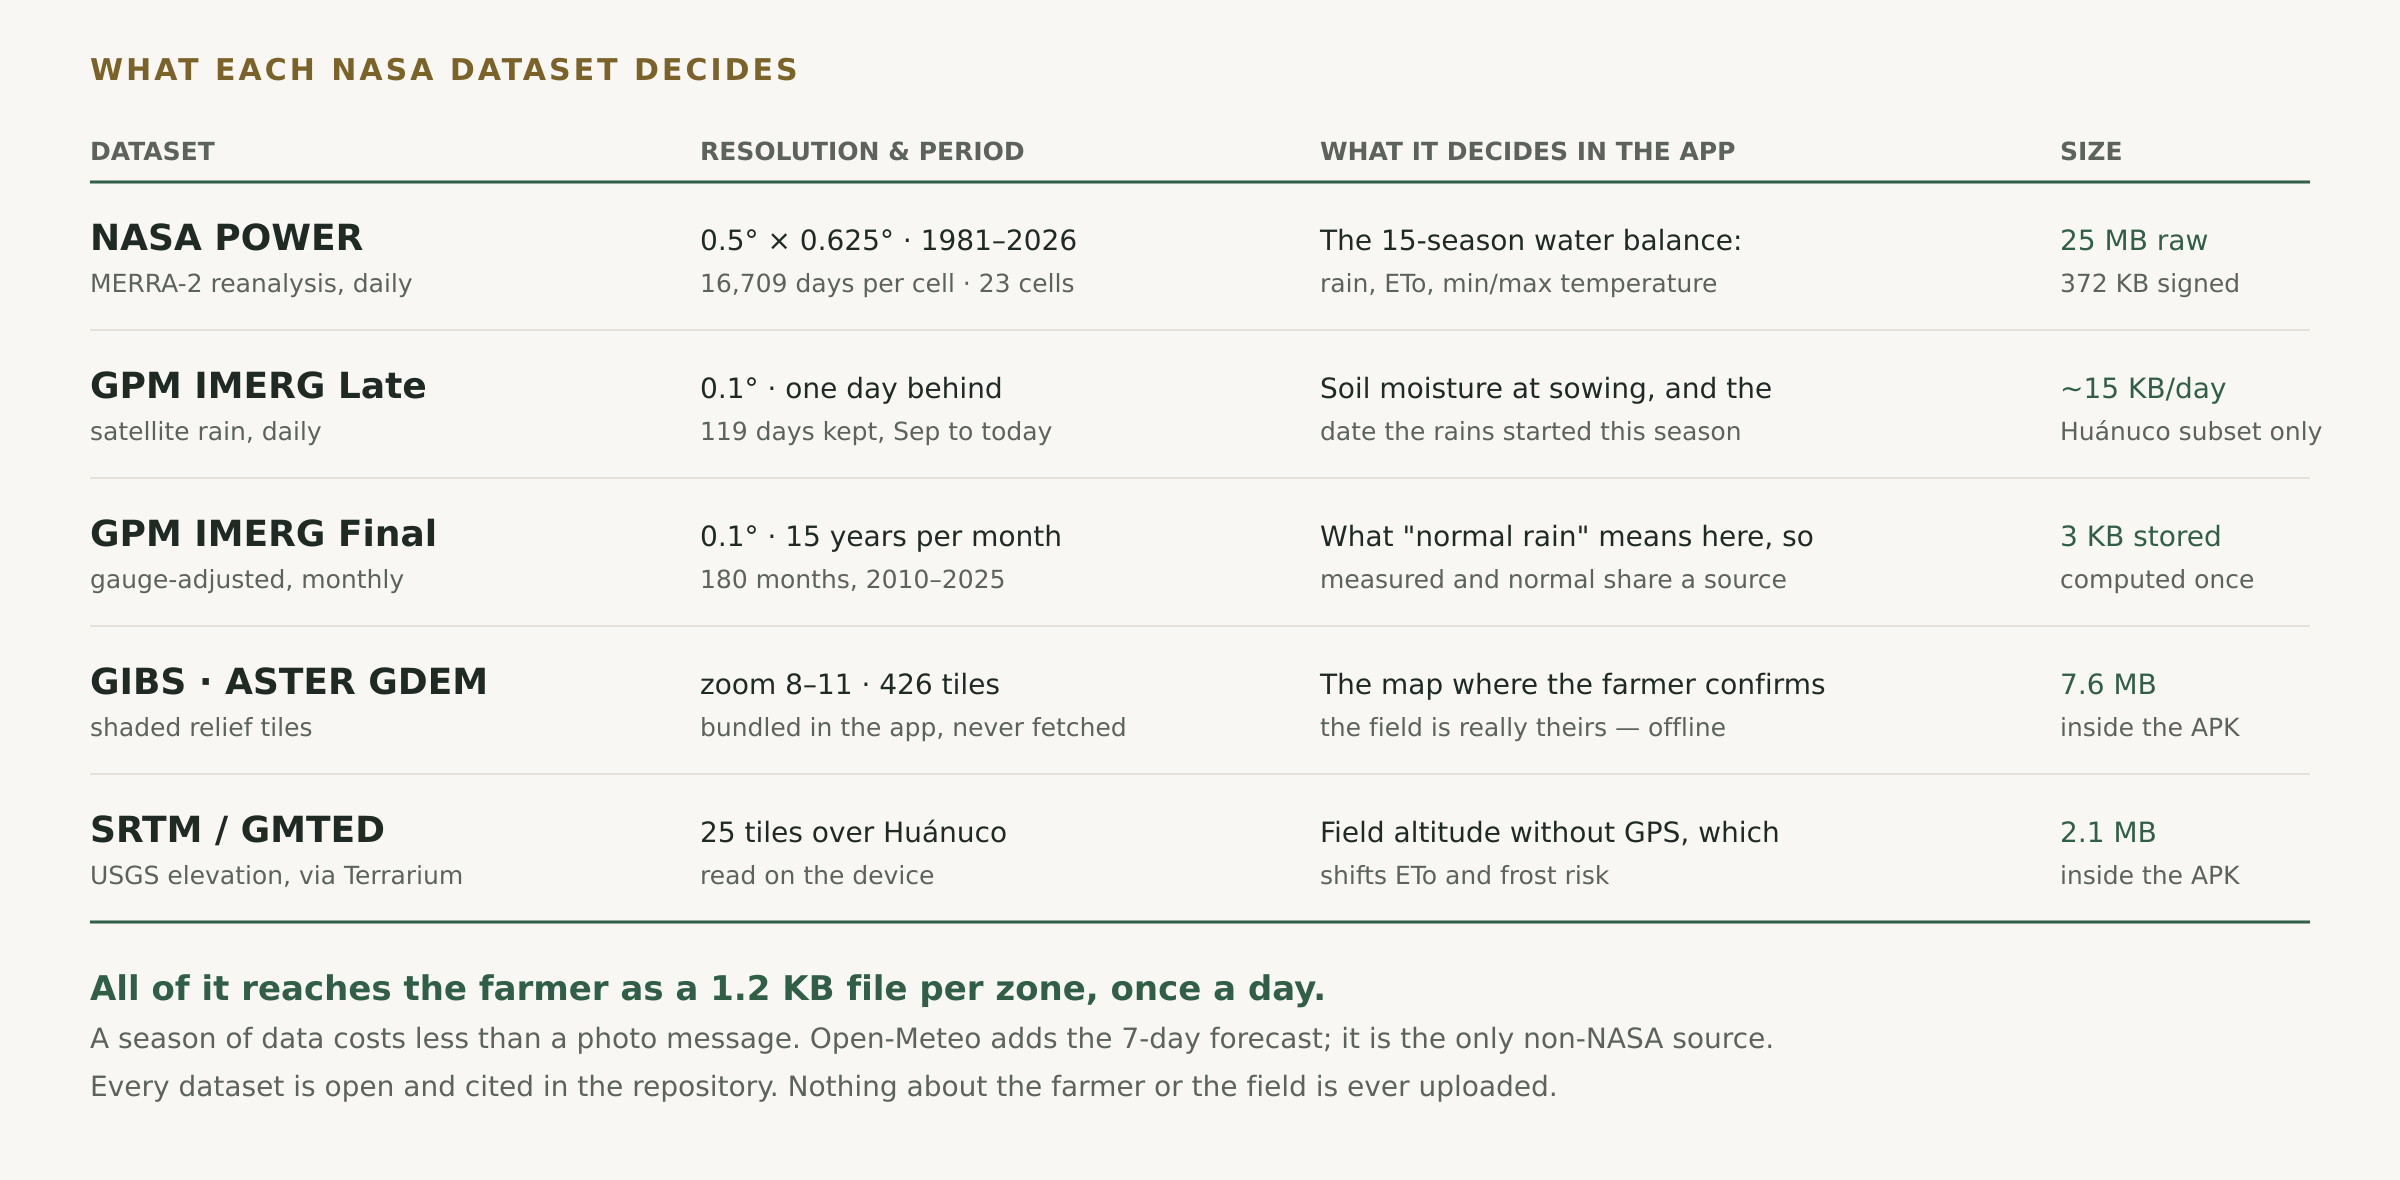 WHAT EACH NASA DATASET DECIDES
DATASET RESOLUTION & PERIOD WHAT IT DECIDES IN THE APP SIZE
NASA POWER 0.5° × 0.625° · 1981–2026 The 15-season water balance: 25 MB raw
MERRA-2 reanalysis, daily 16,709 days per cell · 23 cells rain, ETo, min/max temperature 372 KB signed
GPM IMERG Late 0.1° · one day behind Soil moisture at sowing, and the ~15 KB/day
satellite rain, daily 119 days kept, Sep to today date the rains started this season Huánuco subset only
GPM IMERG Final 0.1° · 15 years per month What "normal rain" means here, so 3 KB stored
gauge-adjusted, monthly 180 months, 2010–2025 measured and normal share a source computed once
GIBS · ASTER GDEM zoom 8–11 · 426 tiles The map where the farmer confirms 7.6 MB
shaded relief tiles bundled in the app, never fetched the field is really theirs — offline inside the APK
SRTM / GMTED 25 tiles over Huánuco Field altitude without GPS, which 2.1 MB
USGS elevation, via Terrarium read on the device shifts ETo and frost risk inside the APK
All of it reaches the farmer as a 1.2 KB file per zone, once a day.
A season of data costs less than a photo message. Open-Meteo adds the 7-day forecast; it is the only non-NASA source.
Every dataset is open and cited in the repository. Nothing about the farmer or the field is ever uploaded.